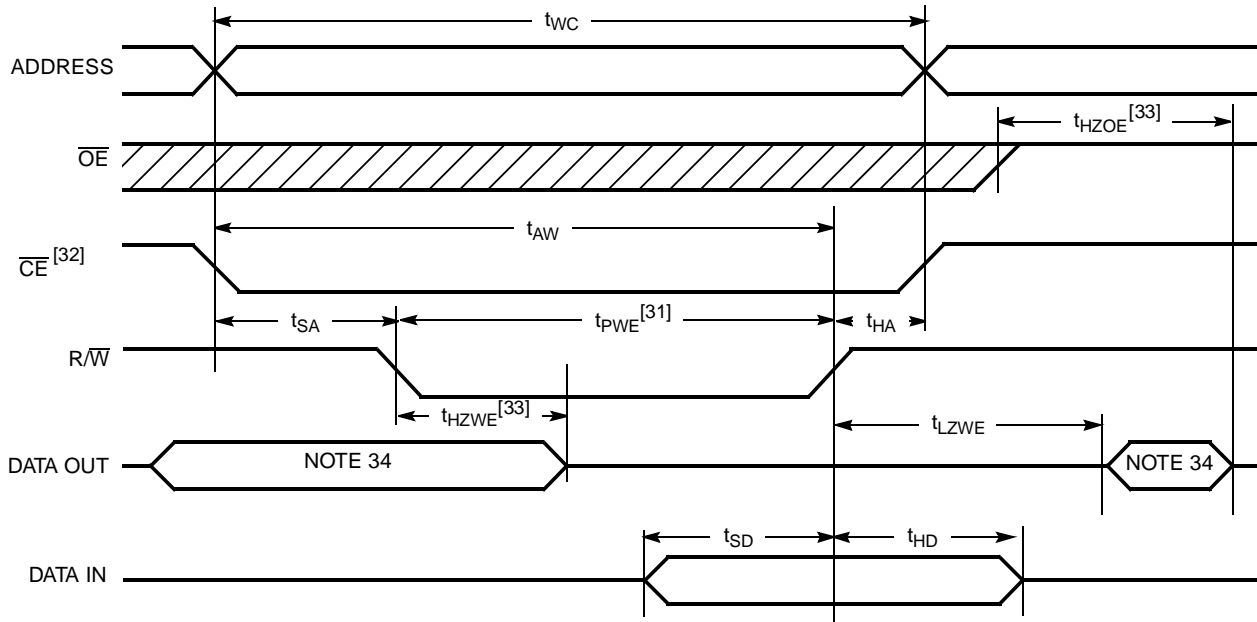 tWC
ADDRESS
tHZOE[33]
OE
tAW
CE [32]
tSA
tPWE[31]
tHA
R/W
tHZWE[33]
tLZWE
DATA OUT
NOTE 34
NOTE 34
tSD
tHD
DATA IN